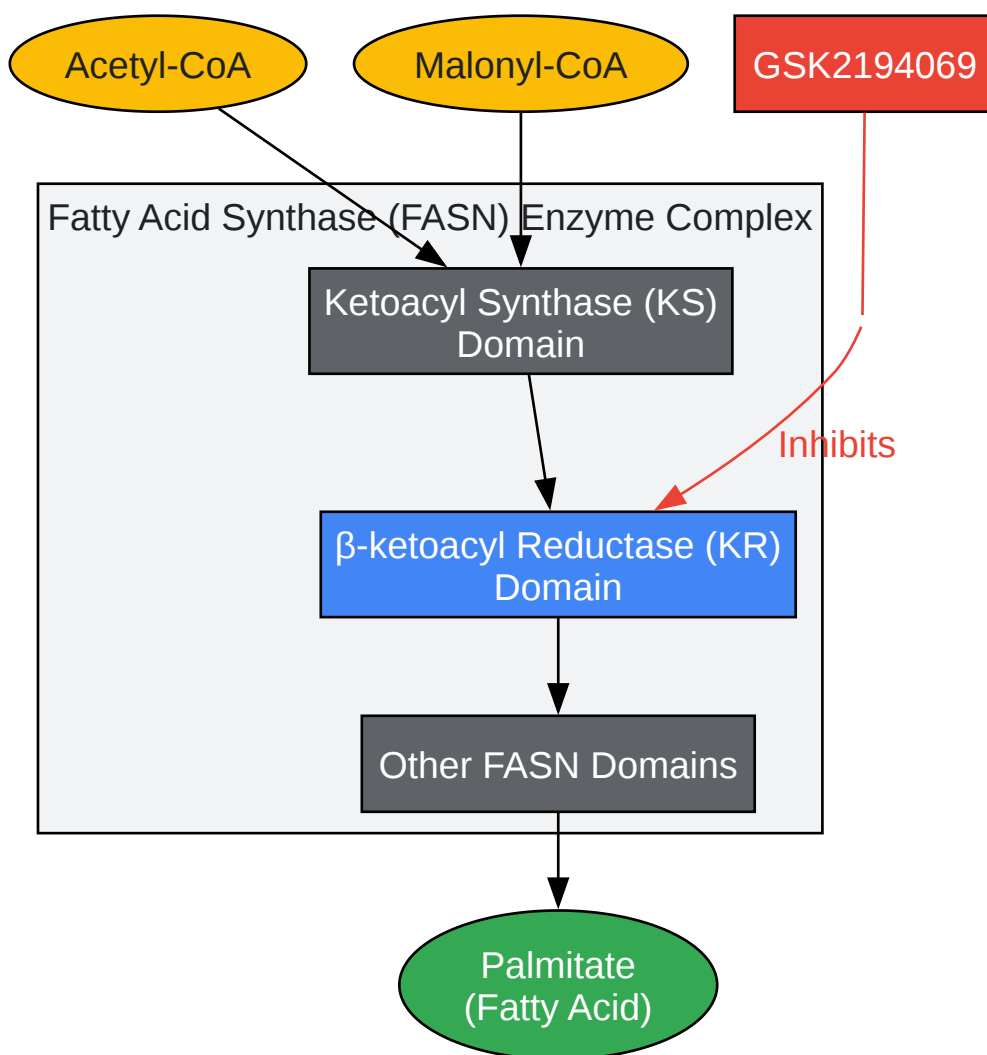 Acetyl-CoA
Malonyl-CoA
GSK2194069
Fatty Acid Synthase (FASN) Enzyme Complex
Ketoacyl Synthase (KS)
Domain
Inhibits
β-ketoacyl Reductase (KR)
Domain
Other FASN Domains
Palmitate
(Fatty Acid)